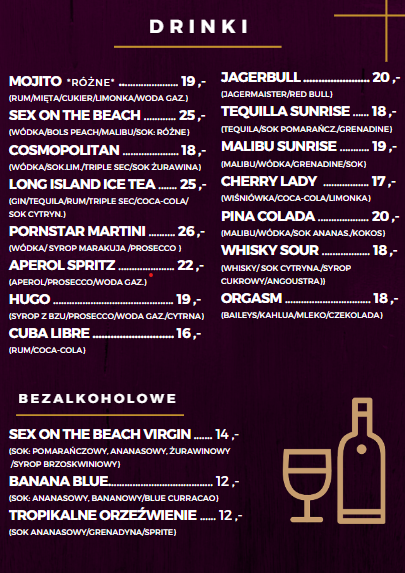 DRINKI
MOJITO *RÓŻNE* ..................... 19 ,-
(RUM/MIĘTA/CUKIER/LIMONKA/WODA GAZ.)
SEX ON THE BEACH ........... 25 ,-
(WÓDKA/BOLS PEACH/MALIBU/SOK: RÓŻNE)
COSMOPOLITAN ............................ 18 ,-
(WÓDKA/SOK.LIM./TRIPLE SEC/SOK ŻURAWINA)
LONG ISLAND ICE TEA ....... 25 ,-
(GIN/TEQUILA/RUM/TRIPLE SEC/COCA-COLA/
SOK CYTRYN.)
PORNSTAR MARTINI ......... 26 ,-
(WÓDKA/ SYROP MARAKUJA /PROSECCO )
APEROL SPRITZ ................... 22 ,-
(APEROL/PROSECCO/WODA GAZ.)
HUGO ......................................... 19 ,-
(SYROP Z BZU/PROSECCO/WODA GAZ./CYTRNA)
CUBA LIBRE ............................ 16 ,-
(RUM/COCA-COLA)
JAGERBULL ........................ 20 ,-
(JAGERMAISTER/RED BULL)
TEQUILLA SUNRISE ...... 18 ,-
(TEQUILA/SOK POMARAŃCZ./GRENADINE)
MALIBU SUNRISE .......... 19 ,-
(MALIBU/WÓDKA/GRENADINE/SOK)
CHERRY LADY ................ 17 ,-
(WIŚNIÓWKA/COCA-COLA/LIMONKA)
PINA COLADA ................... 20 ,-
(MALIBU/WÓDKA/SOK ANANAS./KOKOS)
WHISKY SOUR .................. 18 ,-
(WHISKY/ SOK CYTRYNA/SYROP
CUKROWY/ANGOUSTRA))
ORGASM .............................. 18 ,-
(BAILEYS/KAHLUA/MLEKO/CZEKOLADA)
BEZALKOHOLOWE
SEX ON THE BEACH VIRGIN ....... 14 ,-
(SOK: POMARAŃCZOWY, ANANASOWY, ŻURAWINOWY
/SYROP BRZOSKWINIOWY)
BANANA BLUE...................................... 12 ,-
(SOK: ANANASOWY, BANANOWY/BLUE CURRACAO)
TROPIKALNE ORZEŹWIENIE ...... 12 ,-
(SOK ANANASOWY/GRENADYNA/SPRITE)